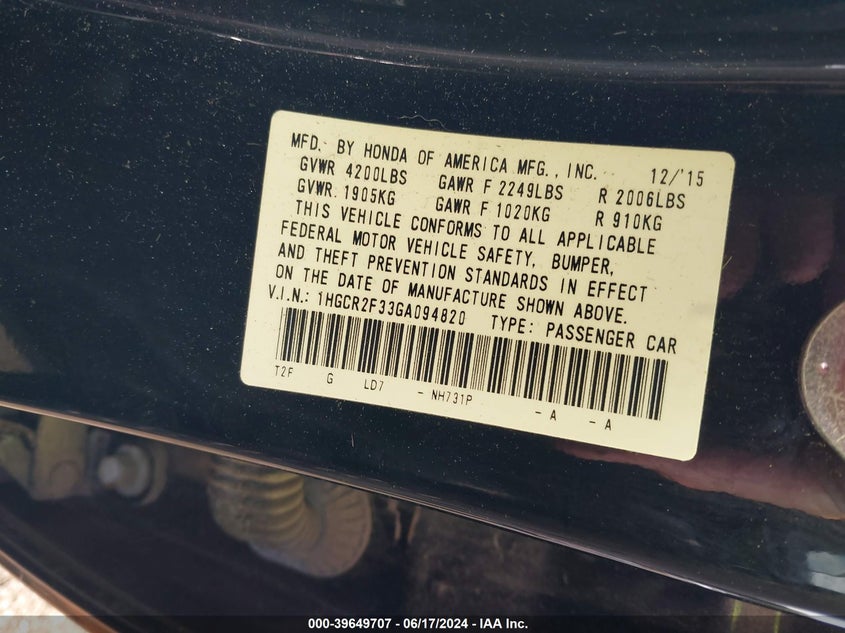 MFD. BY HONDA OF AMERICA MFG., INC. 12/'15
GVWR 4200LBS GAWR F 2249LBS R 2006LBS
GVWR 1905KG GAWR F 1020KG R 910KG
THIS VEHICLE CONFORMS TO ALL APPLICABLE
FEDERAL MOTOR VEHICLE SAFETY, BUMPER,
AND THEFT PREVENTION STANDARDS IN EFFECT
ON THE DATE OF MANUFACTURE SHOWN ABOVE.
V.I.N.: 1HGCR2F33GA094820 TYPE: PASSENGER CAR
T2F G LD7 - NH731P - A - A
000-39649707 - 06/17/2024 - IAA Inc.